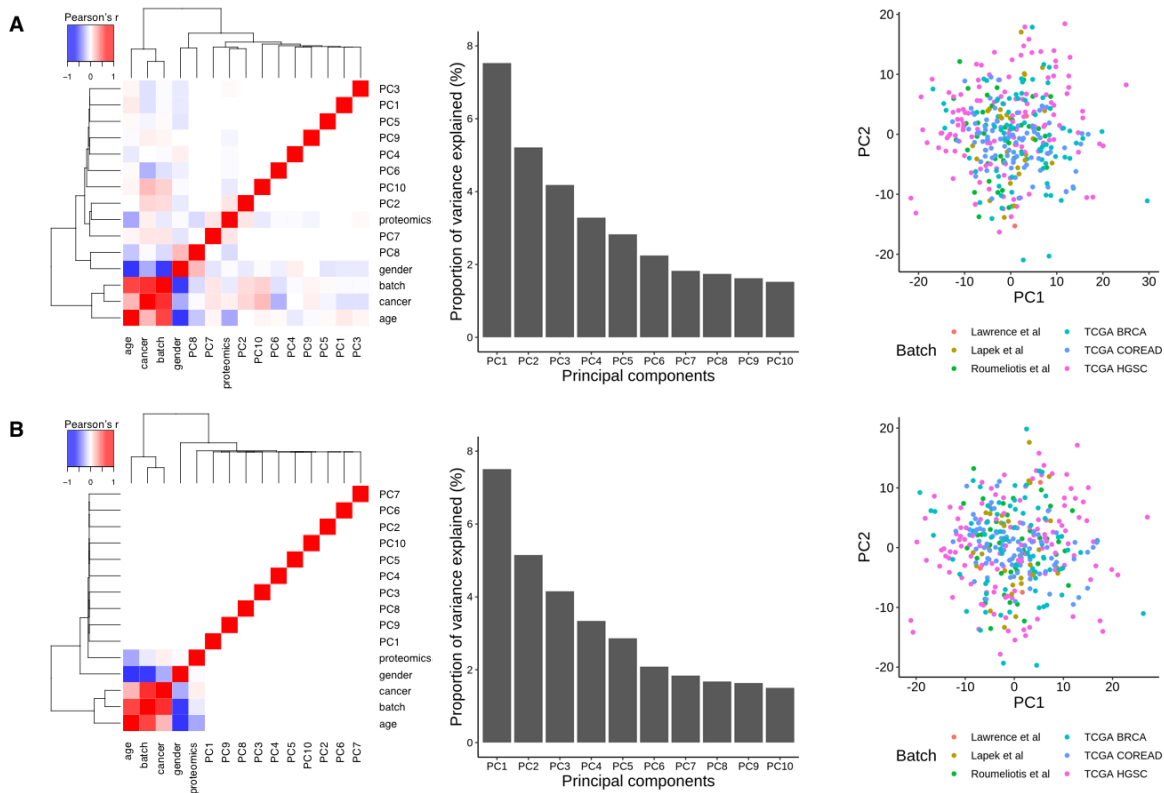 A
Pearson's r
−1 0 1
PC3
PC1
PC5
PC9
PC4
PC6
PC10
PC2
proteomics
PC7
PC8
gender
batch
cancer
age
age
cancer
batch
gender
PC8
PC7
proteomics
PC2
PC10
PC6
PC4
PC9
PC5
PC1
PC3
Proportion of variance explained (%)
8
6
4
2
0
PC1 PC2 PC3 PC4 PC5 PC6 PC7 PC8 PC9 PC10
Principal components
PC2
20
10
0
-10
-20
-20 -10 0 10 20 30
PC1
Batch
Lawrence et al
Lapek et al
Roumeliotis et al
TCGA BRCA
TCGA COREAD
TCGA HGSC
B
Pearson's r
−1 0 1
PC7
PC6
PC2
PC10
PC5
PC4
PC3
PC8
PC9
PC1
proteomics
gender
cancer
batch
age
age
batch
cancer
gender
proteomics
PC1
PC9
PC8
PC3
PC4
PC5
PC10
PC2
PC6
PC7
Proportion of variance explained (%)
8
6
4
2
0
PC1 PC2 PC3 PC4 PC5 PC6 PC7 PC8 PC9 PC10
Principal components
PC2
20
10
0
-10
-20
-20 -10 0 10 20
PC1
Batch
Lawrence et al
Lapek et al
Roumeliotis et al
TCGA BRCA
TCGA COREAD
TCGA HGSC